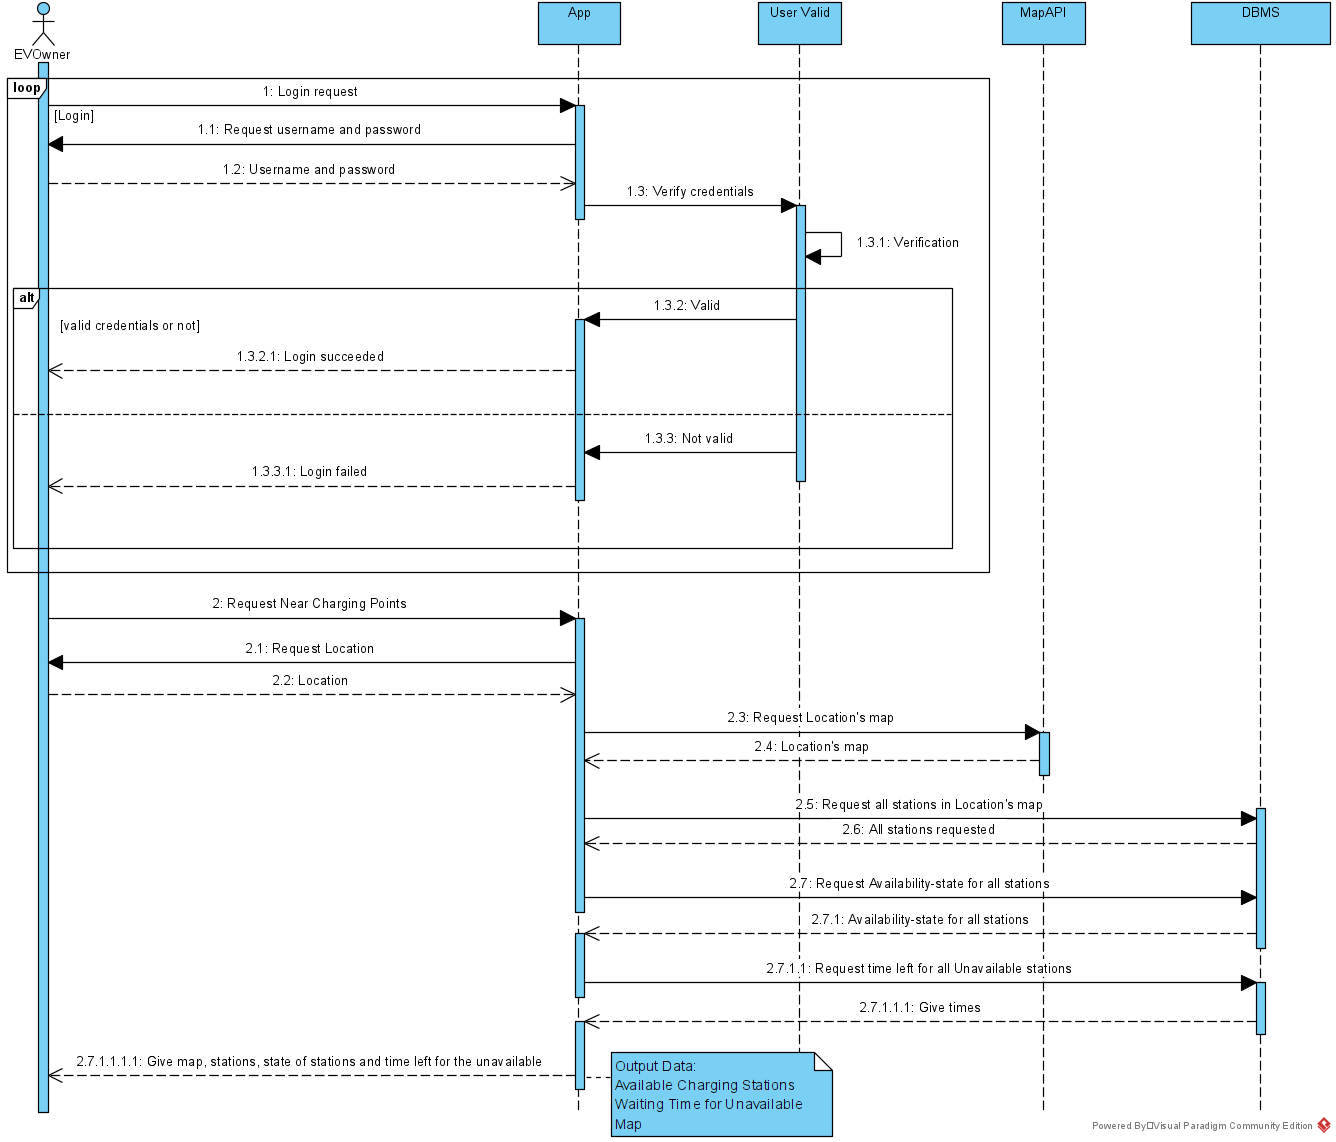 EVOwner
App
User Valid
MapAPI
DBMS
loop
1: Login request
[Login]
1.1: Request username and password
1.2: Username and password
1.3: Verify credentials
1.3.1: Verification
alt
1.3.2: Valid
[valid credentials or not]
1.3.2.1: Login succeeded
1.3.3: Not valid
1.3.3.1: Login failed
2: Request Near Charging Points
2.1: Request Location
2.2: Location
2.3: Request Location's map
2.4: Location's map
2.5: Request all stations in Location's map
2.6: All stations requested
2.7: Request Availability-state for all stations
2.7.1: Availability-state for all stations
2.7.1.1: Request time left for all Unavailable stations
2.7.1.1.1: Give times
2.7.1.1.1.1: Give map, stations, state of stations and time left for the unavailable
Output Data:
Available Charging Stations
Waiting Time for Unavailable
Map
Powered By Visual Paradigm Community Edition